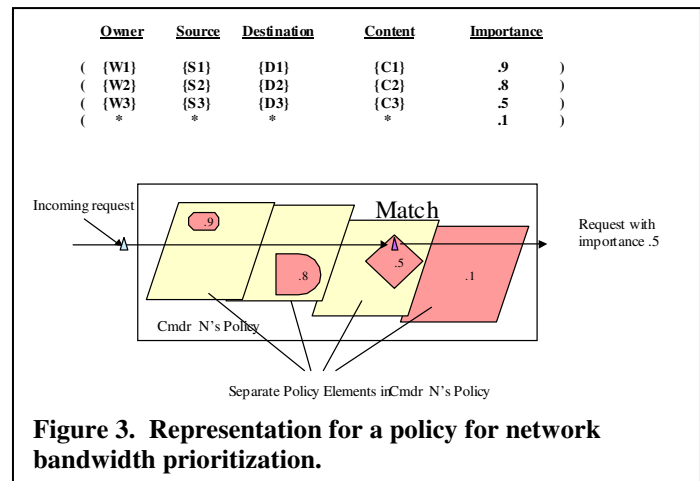 Owner Source Destination Content Importance
( {W1} {S1} {D1} {C1} .9 )
( {W2} {S2} {D2} {C2} .8 )
( {W3} {S3} {D3} {C3} .5 )
( * * * * .1 )
Incoming request
Match
Request with
importance .5
.9
.8
.5
.1
Cmdr N's Policy
Separate Policy Elements in Cmdr N's Policy
Figure 3. Representation for a policy for network
bandwidth prioritization.